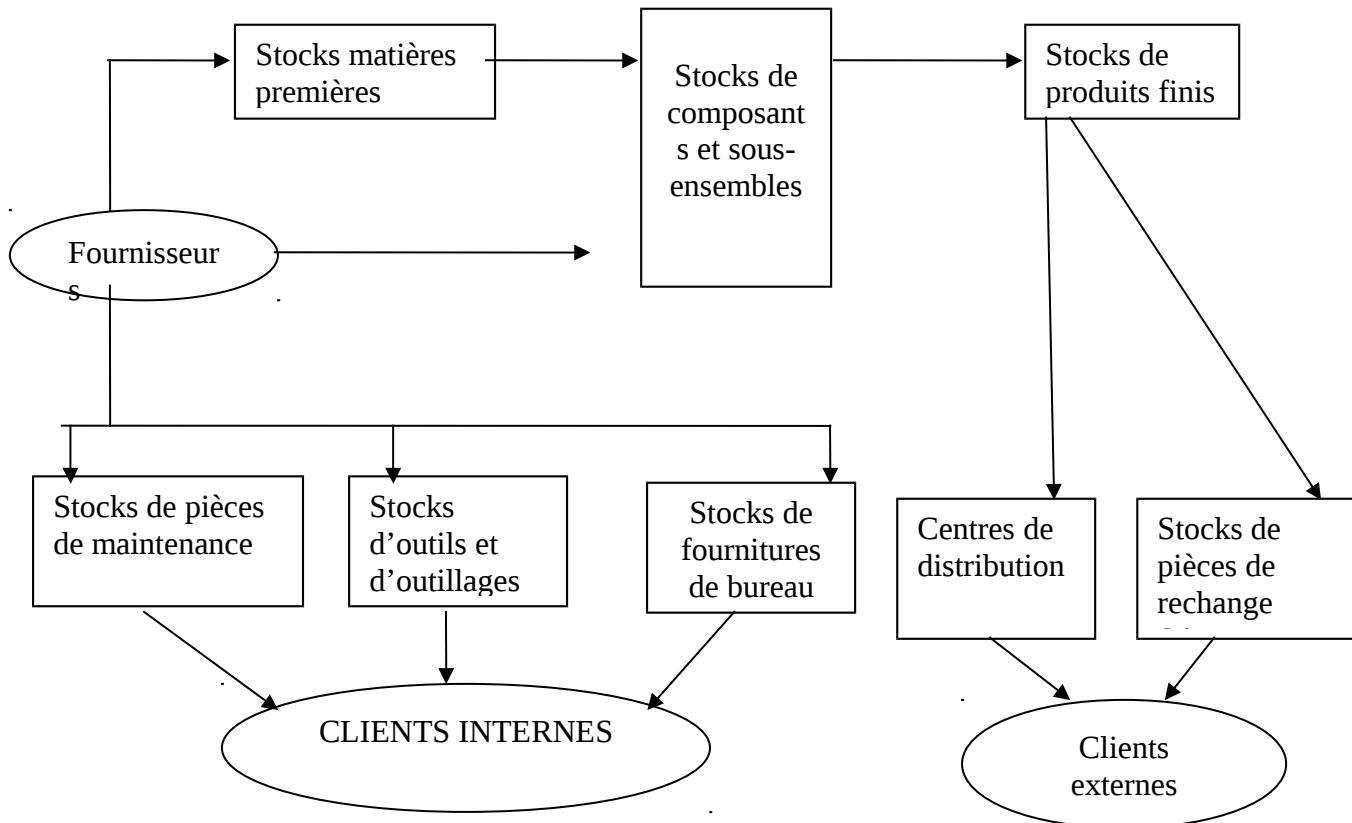 Stocks matières
premières
Stocks de
composant
s et sous-
ensembles
Stocks de
produits finis
Fournisseur
s
Stocks de pièces
de maintenance
Stocks
d’outils et
d’outillages
Stocks de
fournitures
de bureau
Centres de
distribution
Stocks de
pièces de
rechange
CLIENTS INTERNES
Clients
externes